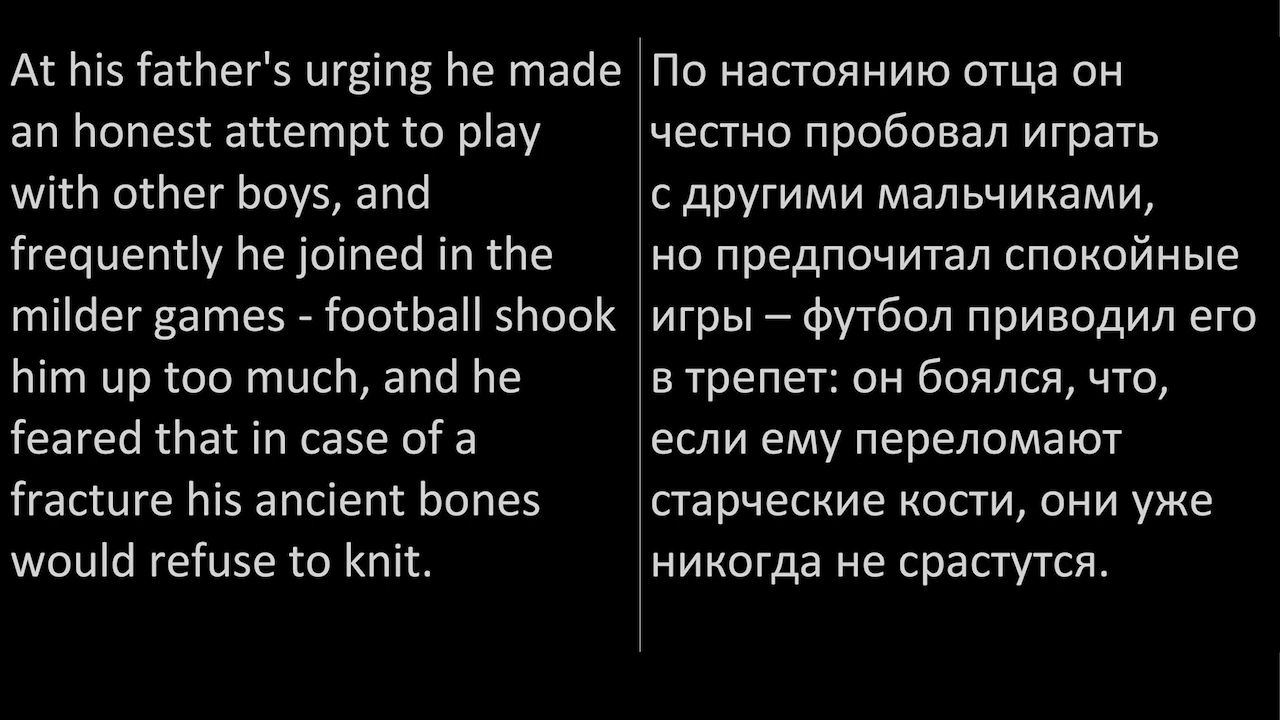 At his father's urging he made
an honest attempt to play
with other boys, and
frequently he joined in the
milder games - football shook
him up too much, and he
feared that in case of a
fracture his ancient bones
would refuse to knit.
По настоянию отца он
честно пробовал играть
с другими мальчиками,
но предпочитал спокойные
игры – футбол приводил его
в трепет: он боялся, что,
если ему переломают
старческие кости, они уже
никогда не срастутся.